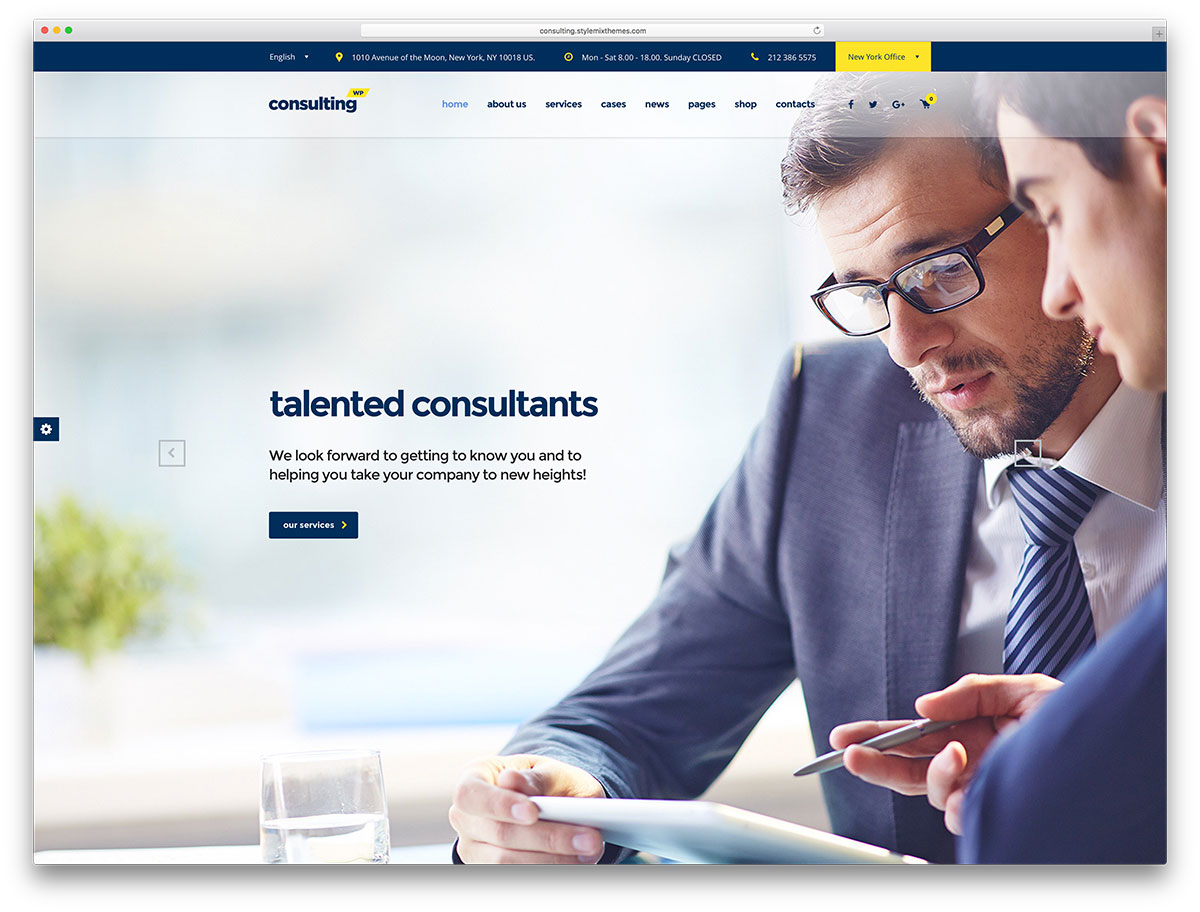 consulting.stylemixthemes.com
English 1010 Avenue of the Moon, New York, NY 10018 US. Mon - Sat 8.00 - 18.00. Sunday CLOSED 212 386 5575 New York Office
consulting WP
home about us services cases news pages shop contacts G+ 0
talented consultants
We look forward to getting to know you and to
helping you take your company to new heights!
our services